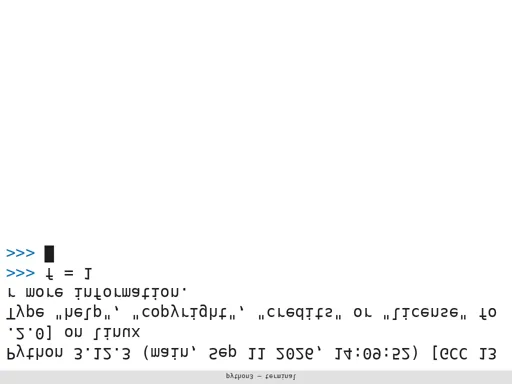 python3 — terminal
Python 3.12.3 (main, Sep 11 2026, 14:09:52) [GCC 13
.2.0] on linux
Type "help", "copyright", "credits" or "license" fo
r more information.
>>> f = 1
>>>